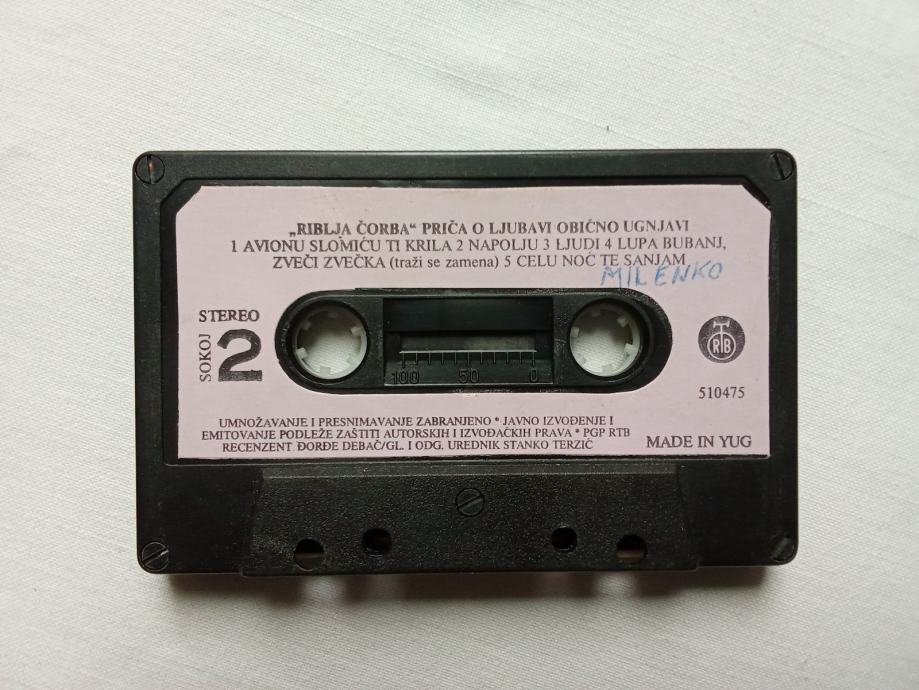 „RIBLJA ČORBA“ PRIČA O LJUBAVI OBIČNO UGNJAVI
1 AVIONU SLOMIĆU TI KRILA 2 NAPOLJU 3 LJUDI 4 LUPA BUBANJ,
ZVEČI ZVEČKA (traži se zamena) 5 CELU NOĆ TE SANJAM
MILENKO
STEREO
SOKOJ
2
RTB
100 50 0
510475
UMNOŽAVANJE I PRESNIMAVANJE ZABRANJENO * JAVNO IZVOĐENJE I
EMITOVANJE PODLEŽE ZAŠTITI AUTORSKIH I IZVOĐAČKIH PRAVA * PGP RTB
RECENZENT ĐORĐE DEBAČ/GL. I ODG. UREDNIK STANKO TERZIĆ
MADE IN YUG